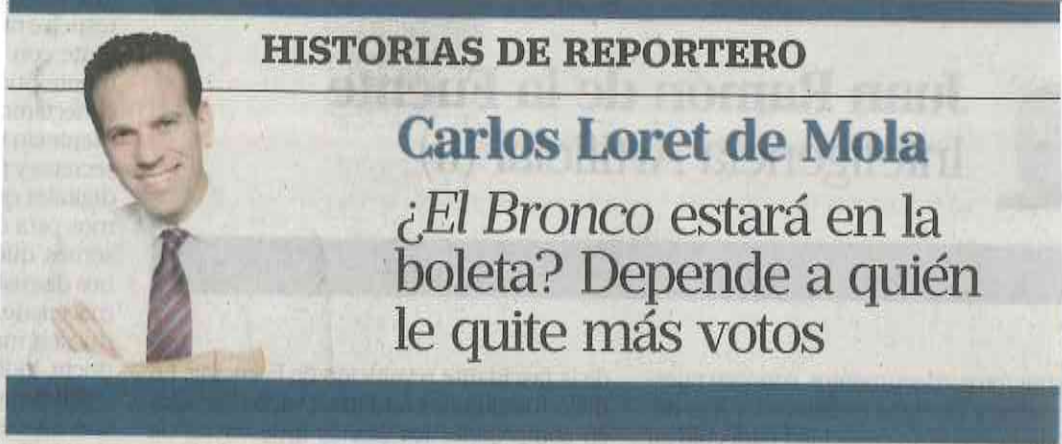 HISTORIAS DE REPORTERO
Carlos Loret de Mola
¿El Bronco estará en la
boleta? Depende a quién
le quite más votos